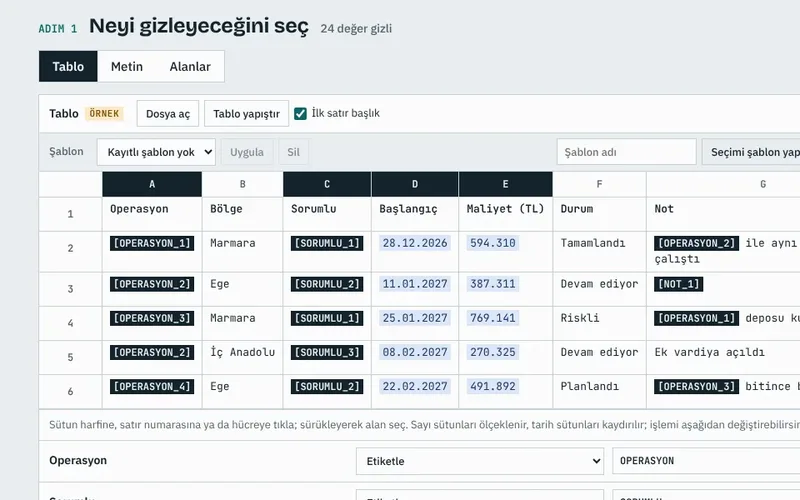 ADIM 1 Neyi gizleyeceğini seç 24 değer gizli
Tablo Metin Alanlar
Tablo ÖRNEK Dosya aç Tablo yapıştır İlk satır başlık
Şablon Kayıtlı şablon yok Uygula Sil Şablon adı Seçimi şablon yap
A B C D E F G
1 Operasyon Bölge Sorumlu Başlangıç Maliyet (TL) Durum Not
2 [OPERASYON_1] Marmara [SORUMLU_1] 28.12.2026 594.310 Tamamlandı [OPERASYON_2] ile aynı
çalıştı
3 [OPERASYON_2] Ege [SORUMLU_2] 11.01.2027 387.311 Devam ediyor [NOT_1]
4 [OPERASYON_3] Marmara [SORUMLU_1] 25.01.2027 769.141 Riskli [OPERASYON_1] deposu
5 [OPERASYON_2] İç Anadolu [SORUMLU_3] 08.02.2027 270.325 Devam ediyor Ek vardiya açıldı
6 [OPERASYON_4] Ege [SORUMLU_2] 22.02.2027 491.892 Planlandı [OPERASYON_3] bitince
Sütun harfine, satır numarasına ya da hücreye tıkla; sürükleyerek alan seç. Sayı sütunları ölçeklenir, tarih sütunları kaydırılır; işlemi aşağıdan değiştirebilirsin
Operasyon Etiketle OPERASYON